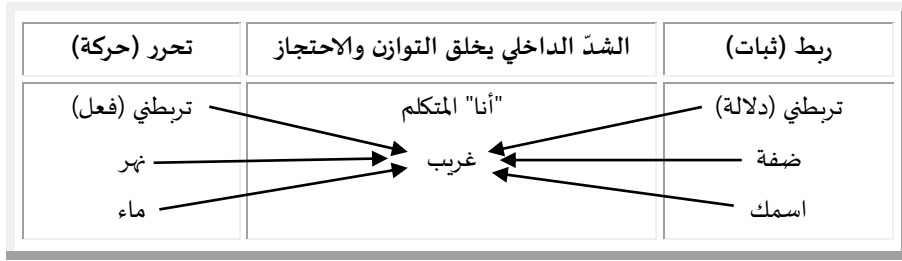 ربط (ثبات) الشدّ الداخلي يخلق التوازن والاحتجاز تحرر (حركة)
تربطني (دلالة) "أنا" المتكلم تربطني (فعل)
ضفة غريب نهر
اسمك ماء